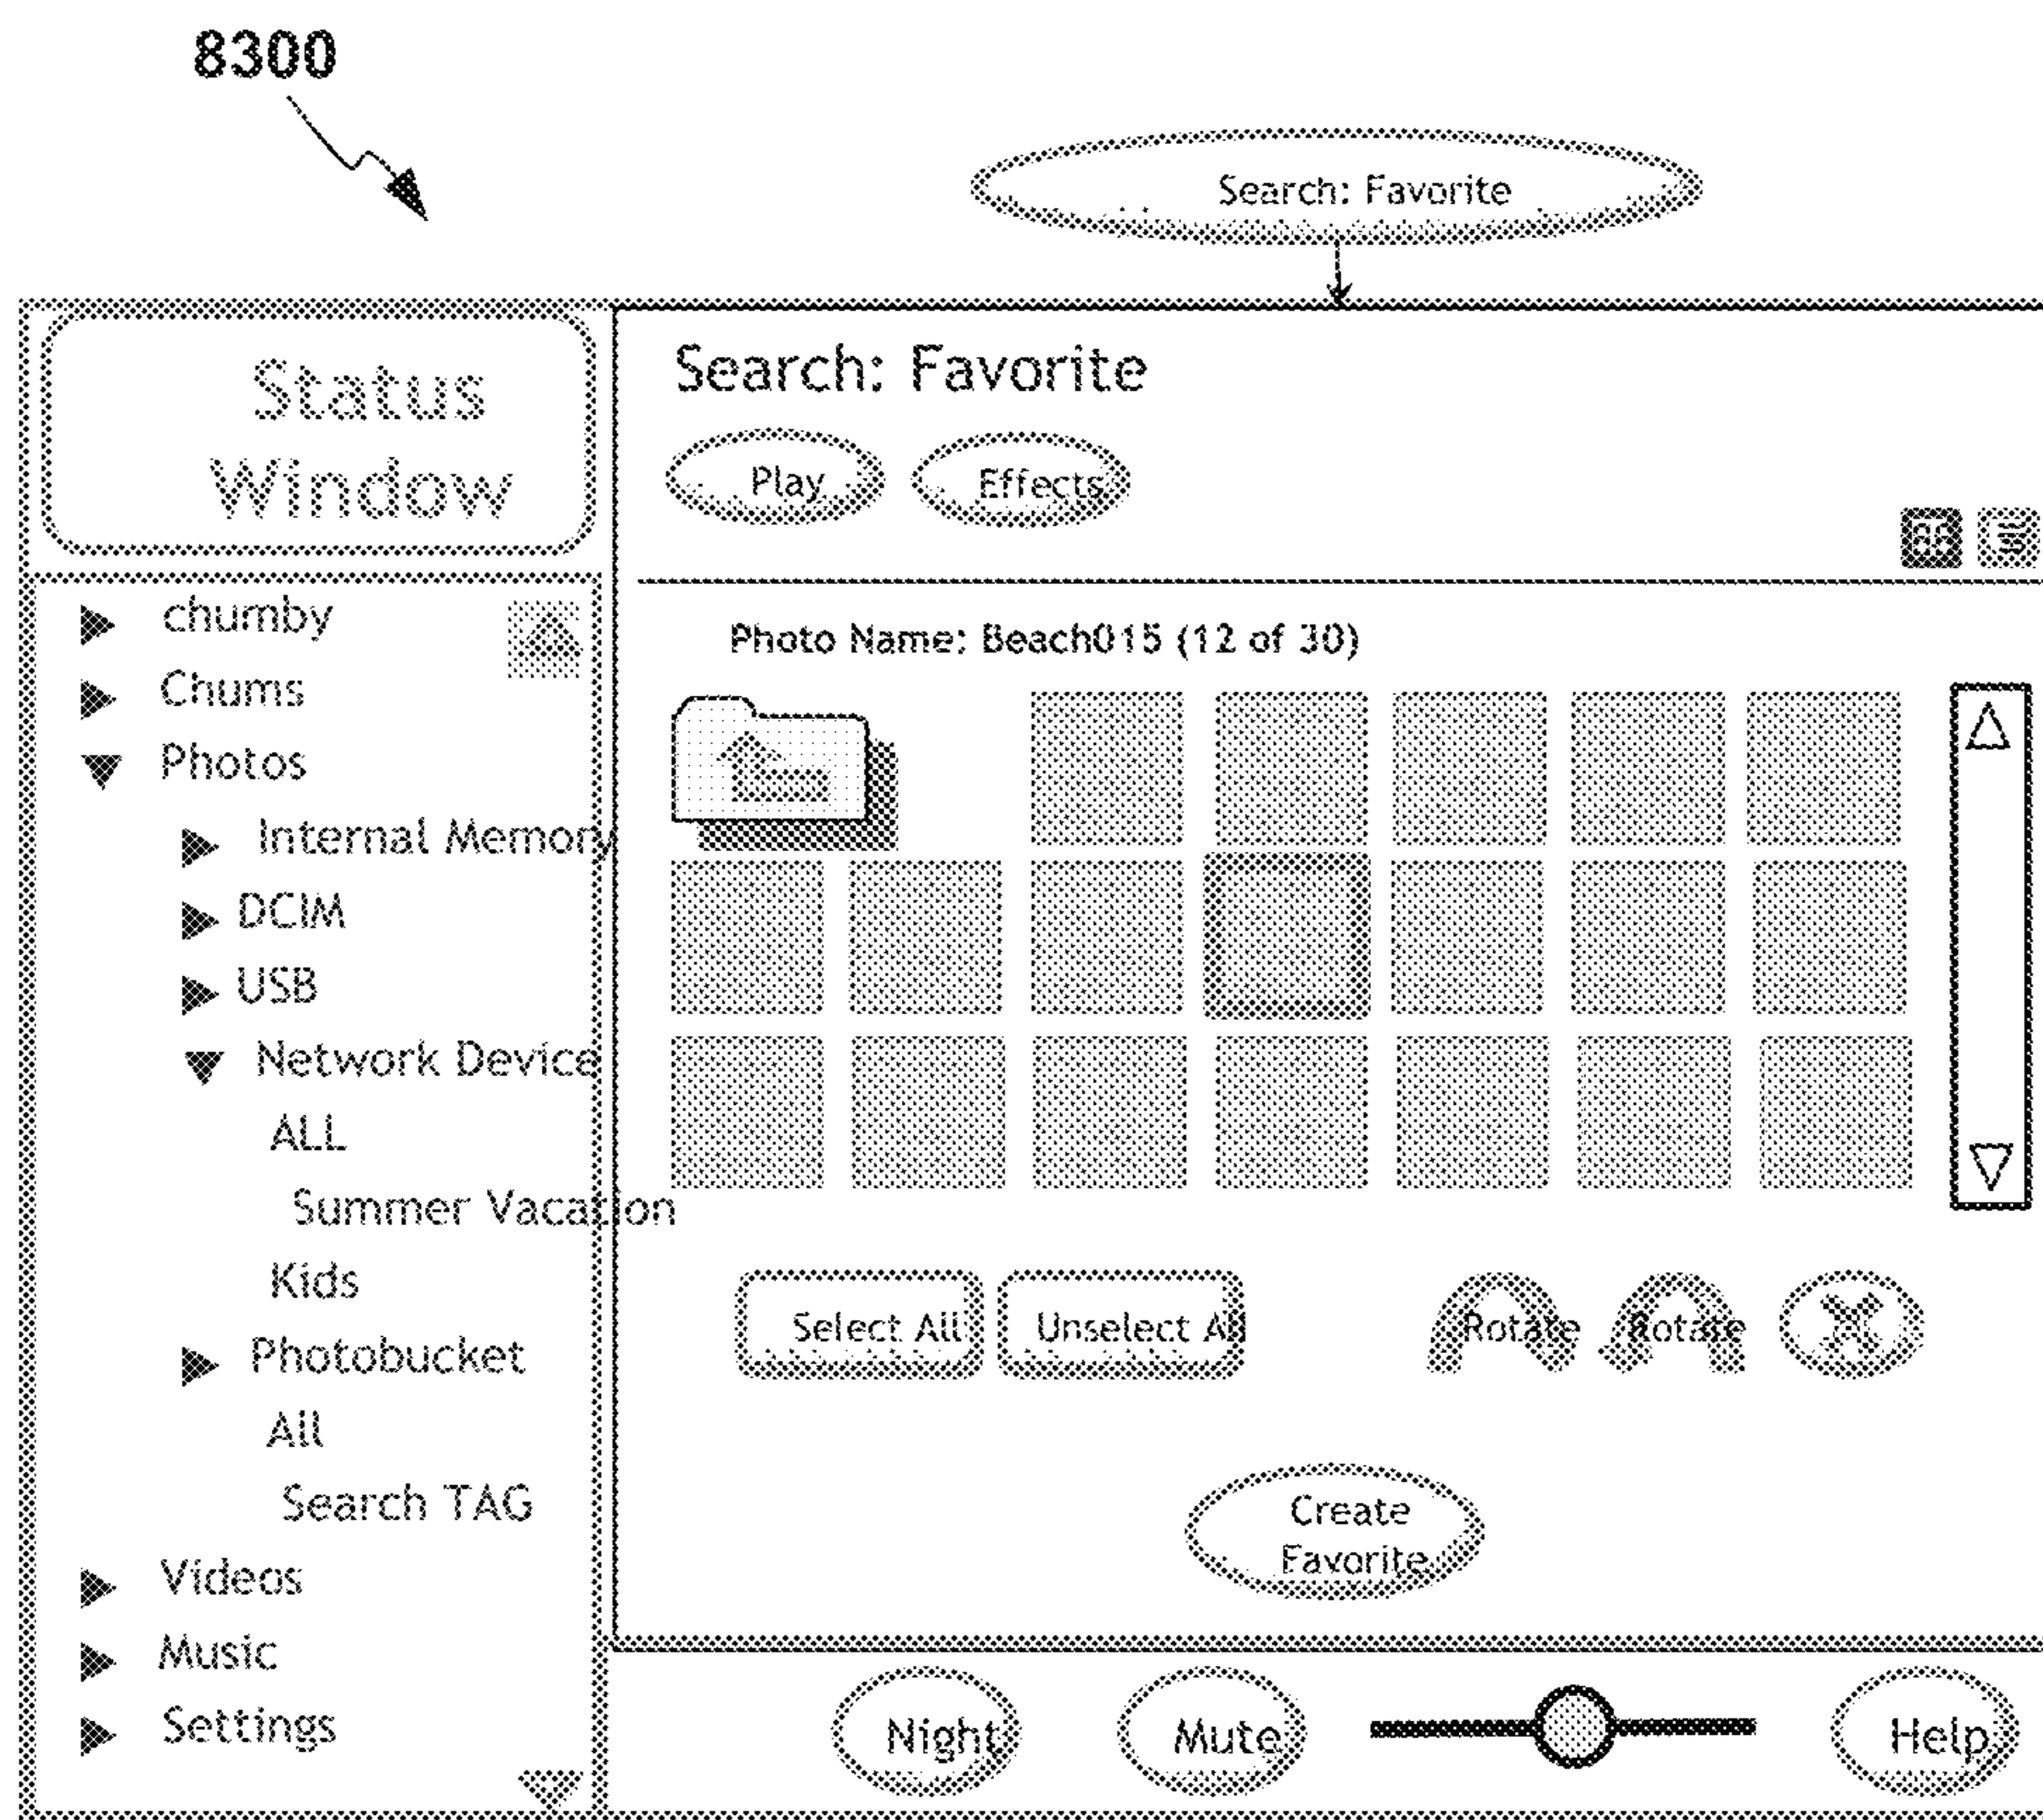 8300
Search: Favorite
Status
Window
Search: Favorite
Play
Effects
chumby
Chums
Photos
Internal Memory
DCIM
USB
Network Device
ALL
Summer Vacation
Kids
Photobucket
All
Search TAG
Videos
Music
Settings
Photo Name: Beach015 (12 of 30)
Select All
Unselect All
Rotate
Rotate
Create
Favorite
Night
Mute
Help